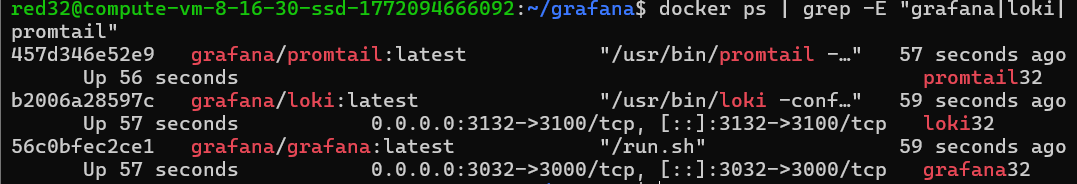 red32@compute-vm-8-16-30-ssd-1772094666092:~/grafana$ docker ps | grep -E "grafana|loki|
promtail"
457d346e52e9   grafana/promtail:latest           "/usr/bin/promtail -…"   57 seconds ago
      Up 56 seconds                                                        promtail32
b2006a28597c   grafana/loki:latest               "/usr/bin/loki -conf…"   59 seconds ago
      Up 57 seconds           0.0.0.0:3132->3100/tcp, [::]:3132->3100/tcp   loki32
56c0bfec2ce1   grafana/grafana:latest            "/run.sh"                59 seconds ago
      Up 57 seconds           0.0.0.0:3032->3000/tcp, [::]:3032->3000/tcp   grafana32